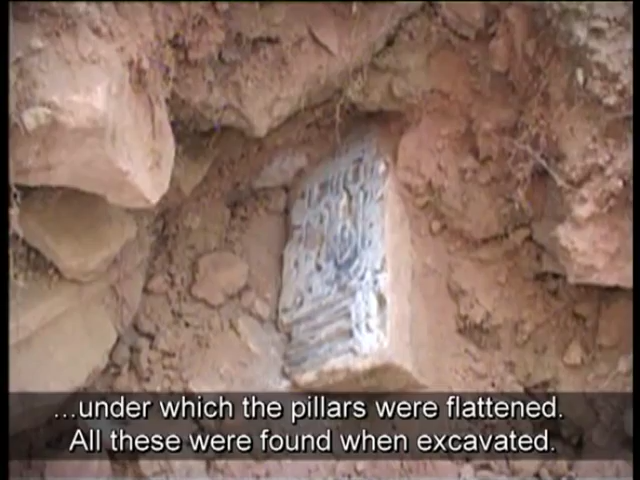 ...under which the pillars were flattened.
All these were found when excavated.